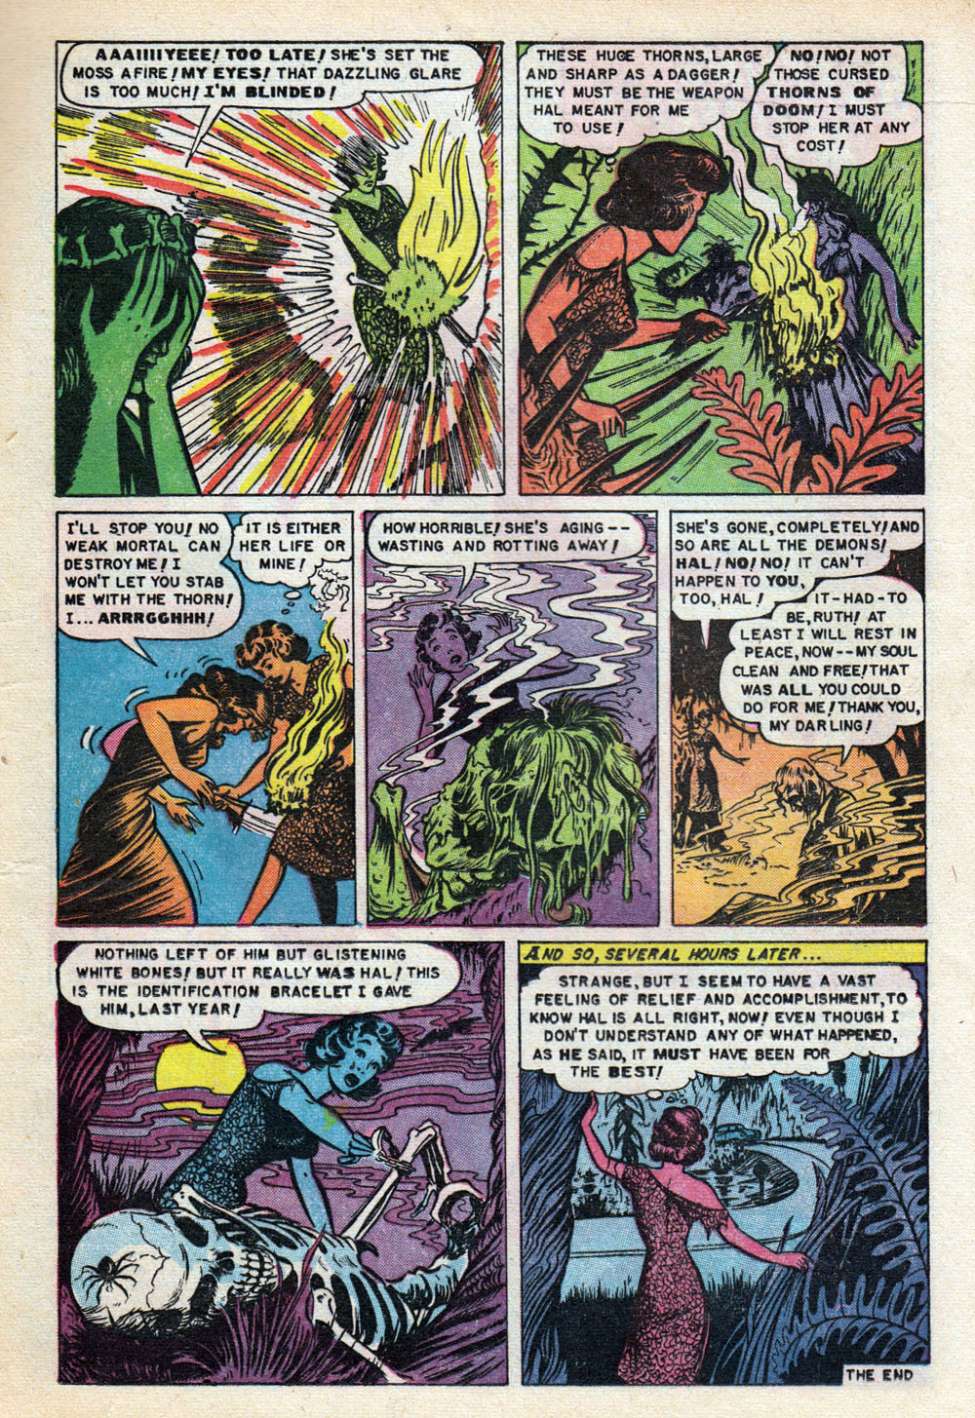 AAAIIIIYEEE! TOO LATE! SHE'S SET THE
MOSS AFIRE! MY EYES! THAT DAZZLING GLARE
IS TOO MUCH! I'M BLINDED!
THESE HUGE THORNS, LARGE
AND SHARP AS A DAGGER!
THEY MUST BE THE WEAPON
HAL MEANT FOR ME
TO USE!
NO! NO! NOT
THOSE CURSED
THORNS OF
DOOM! I MUST
STOP HER AT ANY
COST!
I'LL STOP YOU! NO
WEAK MORTAL CAN
DESTROY ME! I
WON'T LET YOU STAB
ME WITH THE THORN!
I... ARRRGGHHH!
IT IS EITHER
HER LIFE OR
MINE!
HOW HORRIBLE! SHE'S AGING--
WASTING AND ROTTING AWAY!
SHE'S GONE, COMPLETELY! AND
SO ARE ALL THE DEMONS!
HAL! NO! NO! IT CAN'T
HAPPEN TO YOU,
TOO, HAL!
IT-HAD-TO
BE, RUTH! AT
LEAST I WILL REST IN
PEACE, NOW--MY SOUL
CLEAN AND FREE! THAT
WAS ALL YOU COULD
DO FOR ME! THANK YOU,
MY DARLING!
NOTHING LEFT OF HIM BUT GLISTENING
WHITE BONES! BUT IT REALLY WAS HAL! THIS
IS THE IDENTIFICATION BRACELET I GAVE
HIM, LAST YEAR!
AND SO, SEVERAL HOURS LATER...
STRANGE, BUT I SEEM TO HAVE A VAST
FEELING OF RELIEF AND ACCOMPLISHMENT, TO
KNOW HAL IS ALL RIGHT, NOW! EVEN THOUGH I
DON'T UNDERSTAND ANY OF WHAT HAPPENED,
AS HE SAID, IT MUST HAVE BEEN FOR
THE BEST!
THE END